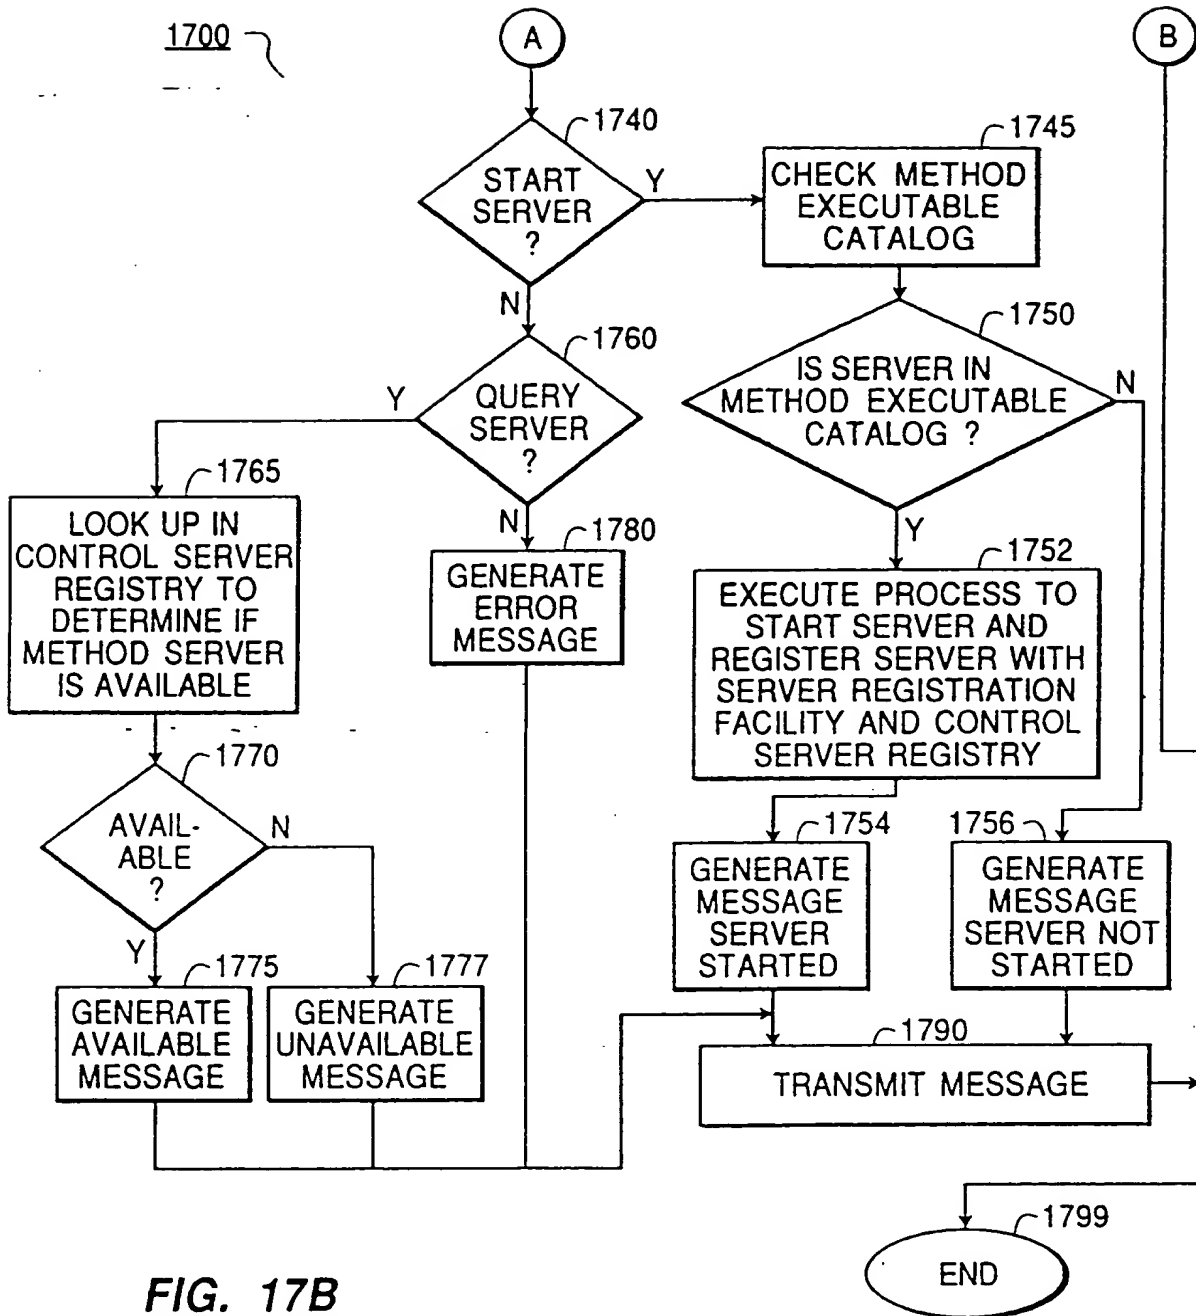 1700
A
B
1740
START
SERVER
?
Y
N
1745
CHECK METHOD
EXECUTABLE
CATALOG
1750
IS SERVER IN
METHOD EXECUTABLE
CATALOG ?
N
Y
1760
QUERY
SERVER
?
Y
N
1765
LOOK UP IN
CONTROL SERVER
REGISTRY TO
DETERMINE IF
METHOD SERVER
IS AVAILABLE
1780
GENERATE
ERROR
MESSAGE
1752
EXECUTE PROCESS TO
START SERVER AND
REGISTER SERVER WITH
SERVER REGISTRATION
FACILITY AND CONTROL
SERVER REGISTRY
1770
AVAIL-
ABLE
?
N
Y
1754
GENERATE
MESSAGE
SERVER
STARTED
1756
GENERATE
MESSAGE
SERVER NOT
STARTED
1775
GENERATE
AVAILABLE
MESSAGE
1777
GENERATE
UNAVAILABLE
MESSAGE
1790
TRANSMIT MESSAGE
1799
END
FIG. 17B